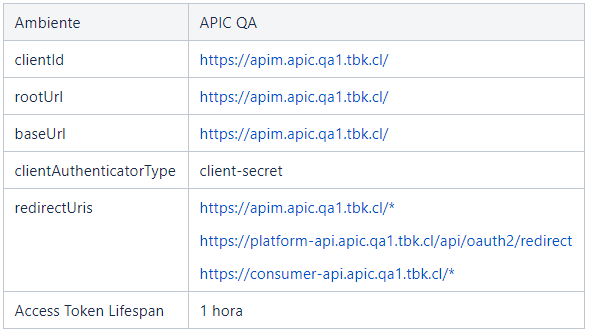 Ambiente APIC QA
clientId https://apim.apic.qa1.tbk.cl/
rootUrl https://apim.apic.qa1.tbk.cl/
baseUrl https://apim.apic.qa1.tbk.cl/
clientAuthenticatorType client-secret
redirectUris https://apim.apic.qa1.tbk.cl/*
https://platform-api.apic.qa1.tbk.cl/api/oauth2/redirect
https://consumer-api.apic.qa1.tbk.cl/*
Access Token Lifespan 1 hora